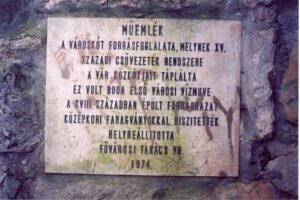 MŰEMLÉK
A VÁROSKÚT FORRÁSFOGLALATA, MELYNEK XV.
SZÁZADI CSŐVEZETÉK RENDSZERE
A VÁR KÖZKÚTJAIT TÁPLÁLTA
EZ VOLT BUDA ELSŐ VÁROSI VÍZMŰVE
A XVIII. SZÁZADBAN ÉPÜLT FORRÁSHÁZAT
KÖZÉPKORI FARAGVÁNYOKKAL DÍSZÍTETTÉK
HELYREÁLLÍTOTTA
FŐVÁROSI TANÁCS VB.
1974.